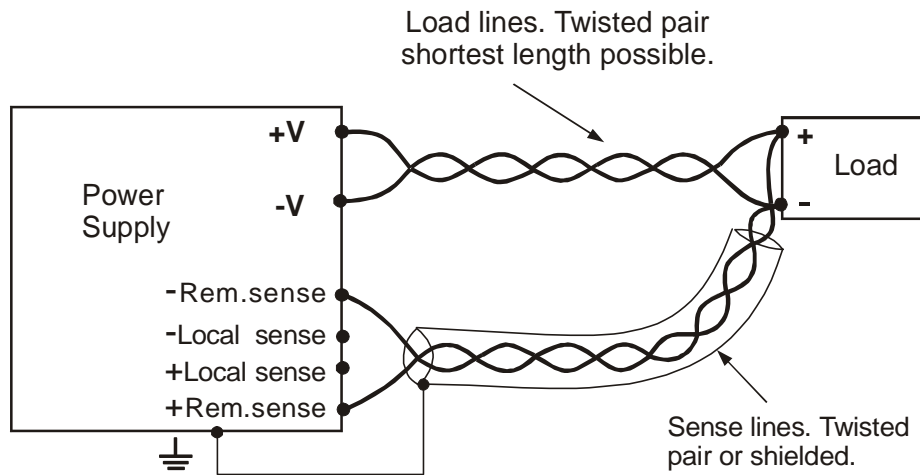 Load lines. Twisted pair
shortest length possible.
+V
-V
Power
Supply
+
-
Load
-Rem.sense
-Local sense
+Local sense
+Rem.sense
Sense lines. Twisted
pair or shielded.